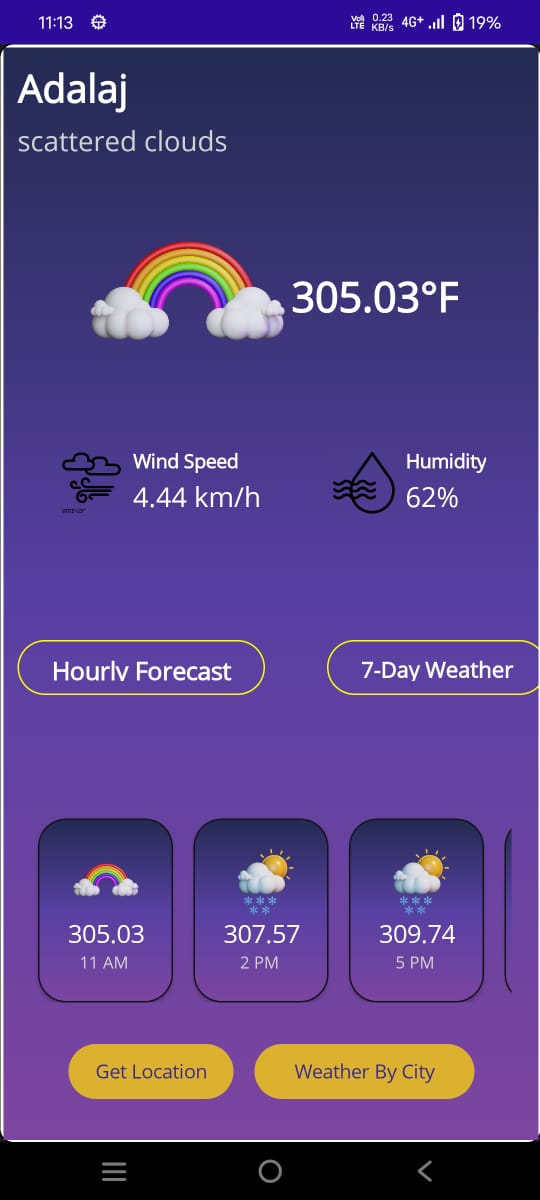 11:13
Vo) LTE 0.23 KB/s 4G+ 19%
Adalaj
scattered clouds
305.03°F
Wind Speed
4.44 km/h
Humidity
62%
Hourly Forecast
7-Day Weather
305.03
11 AM
307.57
2 PM
309.74
5 PM
Get Location
Weather By City